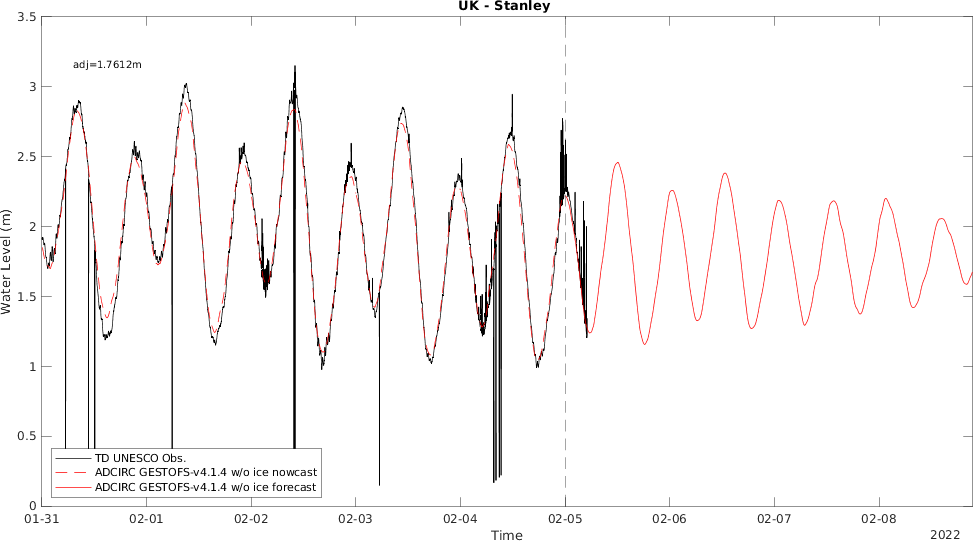 UK - Stanley
adj=1.7612m
Water Level (m)
3.5
3
2.5
2
1.5
1
0.5
0
TD UNESCO Obs.
ADCIRC GESTOFS-v4.1.4 w/o ice nowcast
ADCIRC GESTOFS-v4.1.4 w/o ice forecast
01-31 02-01 02-02 02-03 02-04 02-05 02-06 02-07 02-08
Time
2022